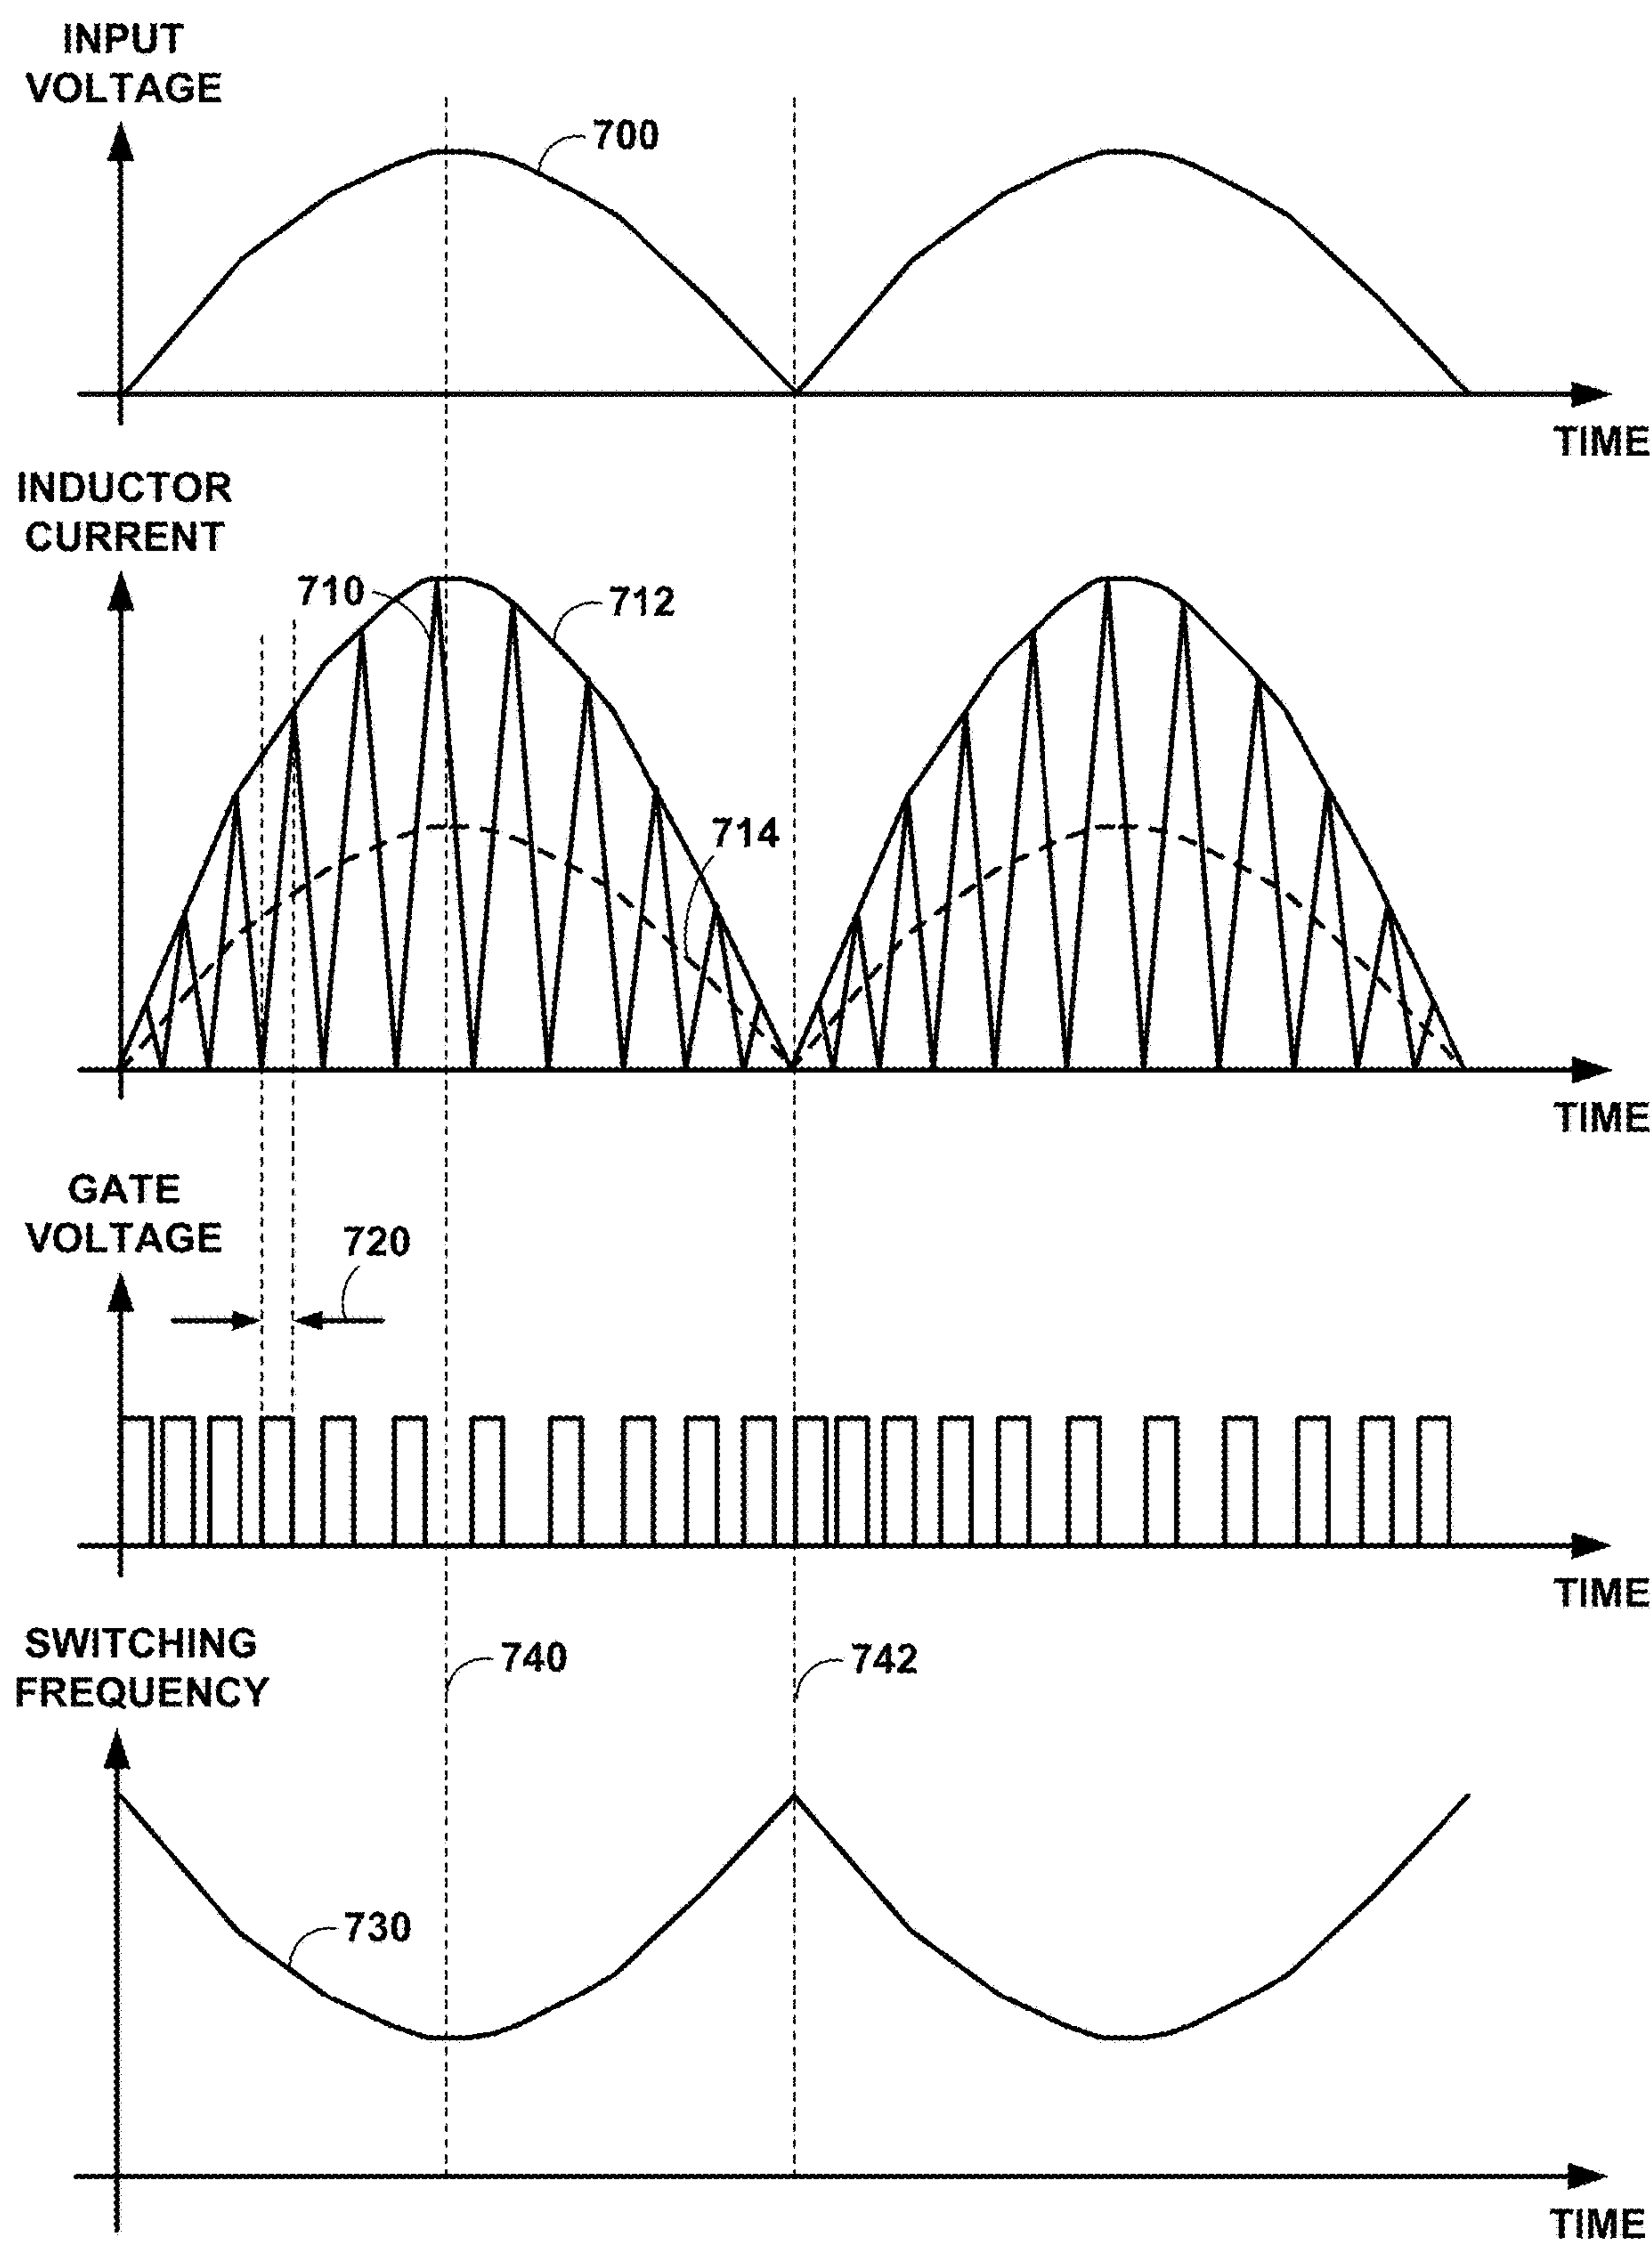 INPUT
VOLTAGE
700
TIME
INDUCTOR
CURRENT
710
712
714
TIME
GATE
VOLTAGE
720
TIME
SWITCHING
FREQUENCY
740
742
730
TIME